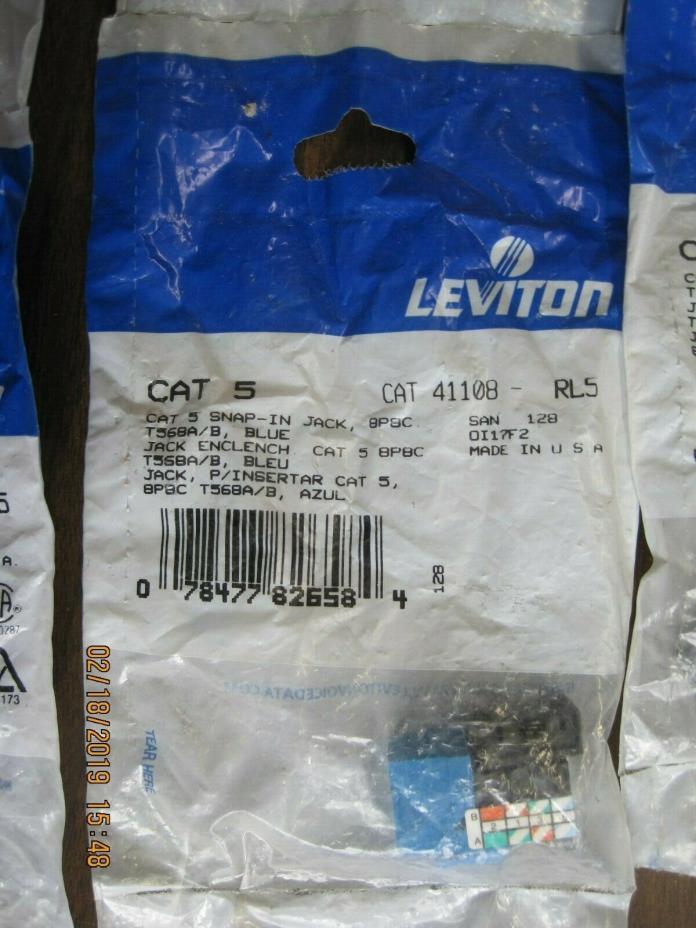 LEVITON
CAT 5
CAT 41108 - RL5
CAT 5 SNAP-IN JACK, 8P8C
T568A/B, BLUE
JACK ENCLENCH CAT 5 8P8C
T568A/B, BLEU
JACK, P/INSERTAR CAT 5,
8P8C T568A/B, AZUL
SAN 128
OI17F2
MADE IN U S A
0 78477 82658 4
128
TEAR HERE
B
A
02/18/2019 15:48
5
A.
173